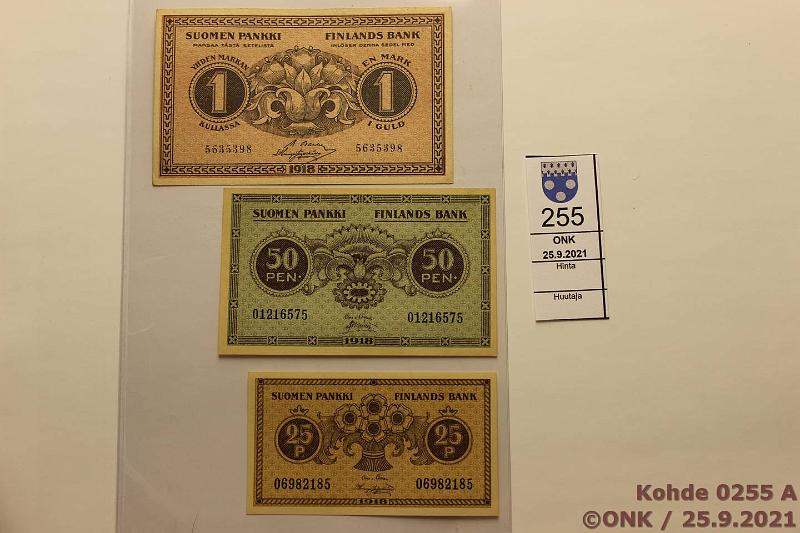 SUOMEN PANKKI FINLANDS BANK
MAKSAA TÄSTÄ SETELISTÄ INLÖSER DENNA SEDEL MED
YHDEN MARKAN EN MARK
1 1
KULLASSA I GULD
5635398 5635398
1918
SUOMEN PANKKI FINLANDS BANK
50 50
PEN. PEN.
01216575 01216575
1918
SUOMEN PANKKI FINLANDS BANK
25 25
P P
06982185 06982185
1918
255
ONK
25.9.2021
Hinta
Huutaja
Kohde 0255 A
©ONK / 25.9.2021